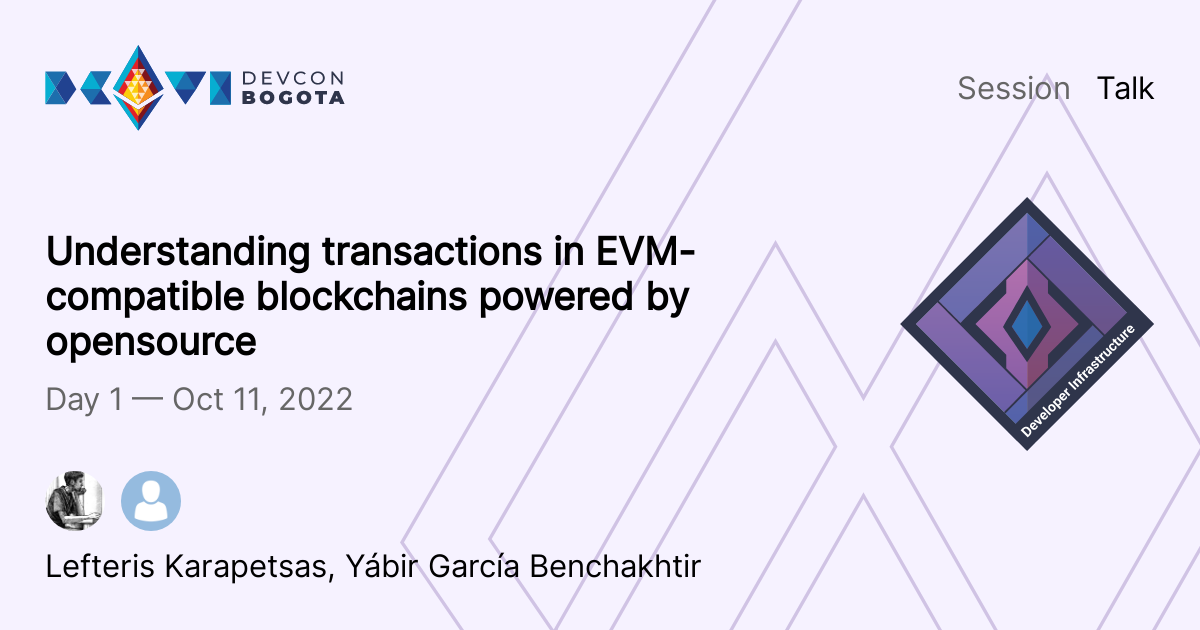 DEVCON
BOGOTA
Session Talk
Understanding transactions in EVM-
compatible blockchains powered by
opensource
Day 1 — Oct 11, 2022
Developer Infrastructure
Lefteris Karapetsas, Yábir García Benchakhtir